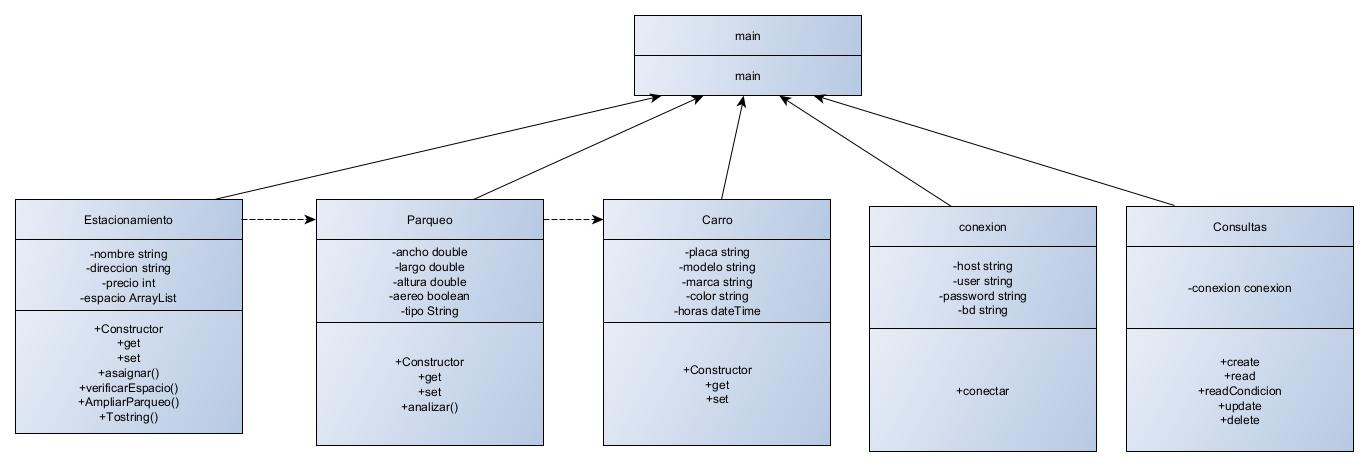 main
main
Estacionamiento
-nombre string
-direccion string
-precio int
-espacio ArrayList
+Constructor
+get
+set
+asaignar()
+verificarEspacio()
+AmpliarParqueo()
+Tostring()
Parqueo
-ancho double
-largo double
-altura double
-aereo boolean
-tipo String
+Constructor
+get
+set
+analizar()
Carro
-placa string
-modelo string
-marca string
-color string
-horas dateTime
+Constructor
+get
+set
conexion
-host string
-user string
-password string
-bd string
+conectar
Consultas
-conexion conexion
+create
+read
+readCondicion
+update
+delete